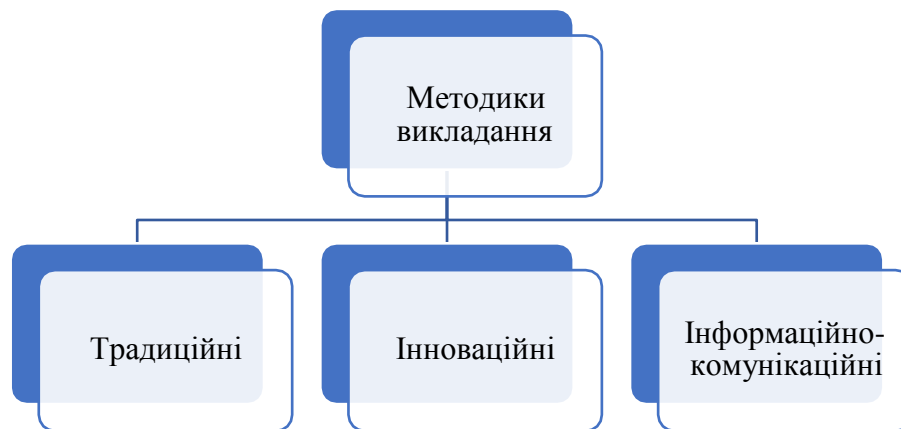 Методики
викладання
Традиційні
Інноваційні
Інформаційно-
комунікаційні